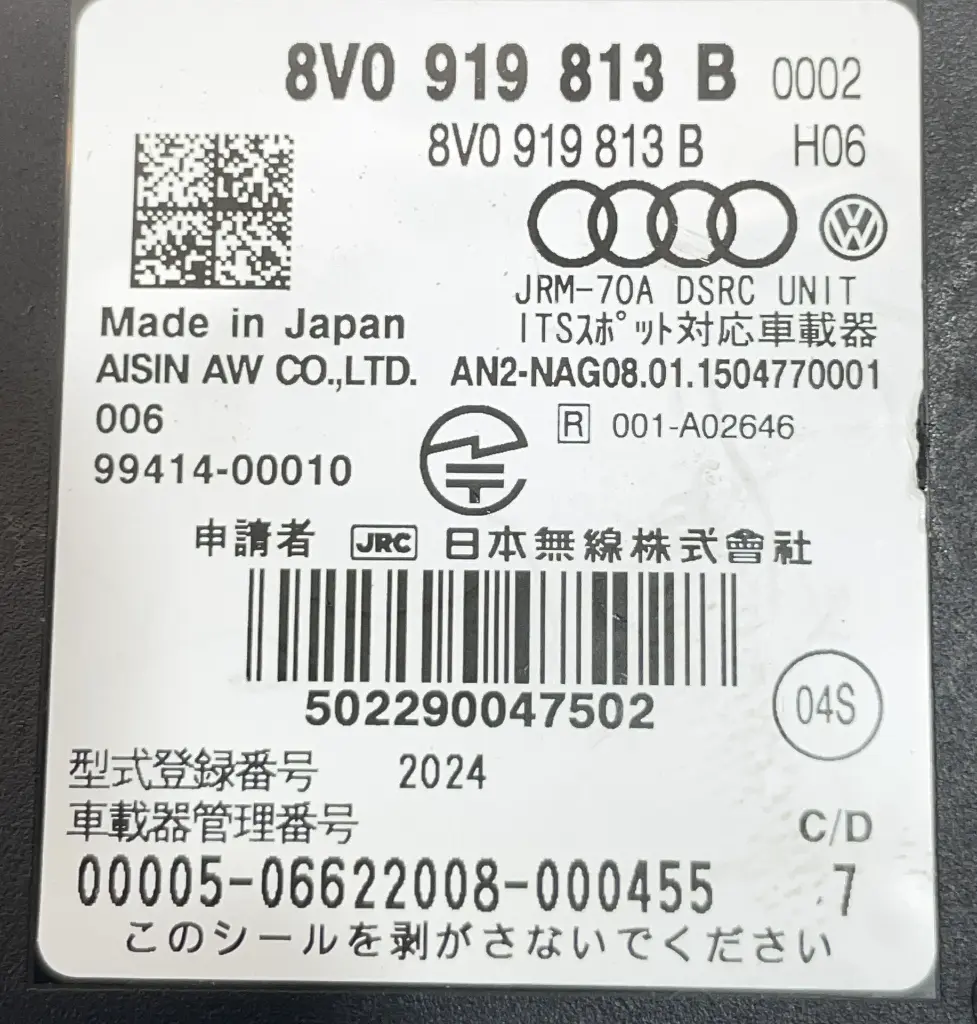 8V0 919 813 B 0002
8V0 919 813 B H06
JRM-70A DSRC UNIT
Made in Japan
ITSスポット対応車載器
AISIN AW CO.,LTD. AN2-NAG08.01.1504770001
006
R 001-A02646
99414-00010
申請者 JRC 日本無線株式會社
502290047502
04S
型式登録番号 2024
車載器管理番号 C/D
00005-06622008-000455 7
このシールを剥がさないでください